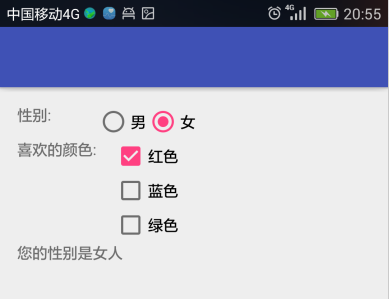 中国移动4G 4G 20:55
性别: 男 女
喜欢的颜色: 红色
蓝色
绿色
您的性别是女人